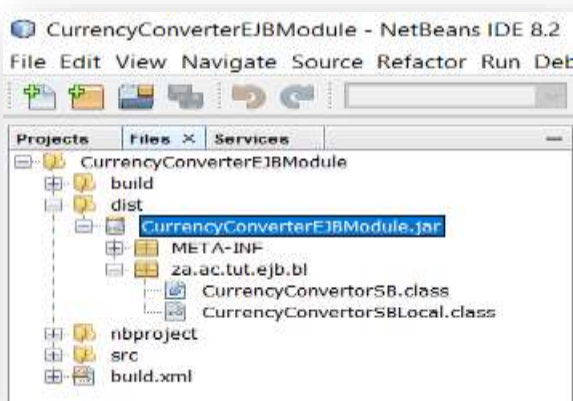 CurrencyConverterEJBModule - NetBeans IDE 8.2
File Edit View Navigate Source Refactor Run Deb
Projects Files Services
CurrencyConverterEJBModule
build
dist
CurrencyConverterEJBModule.jar
META-INF
za.ac.tut.ejb.bl
CurrencyConvertorSB.class
CurrencyConvertorSBLocal.class
nbproject
src
build.xml